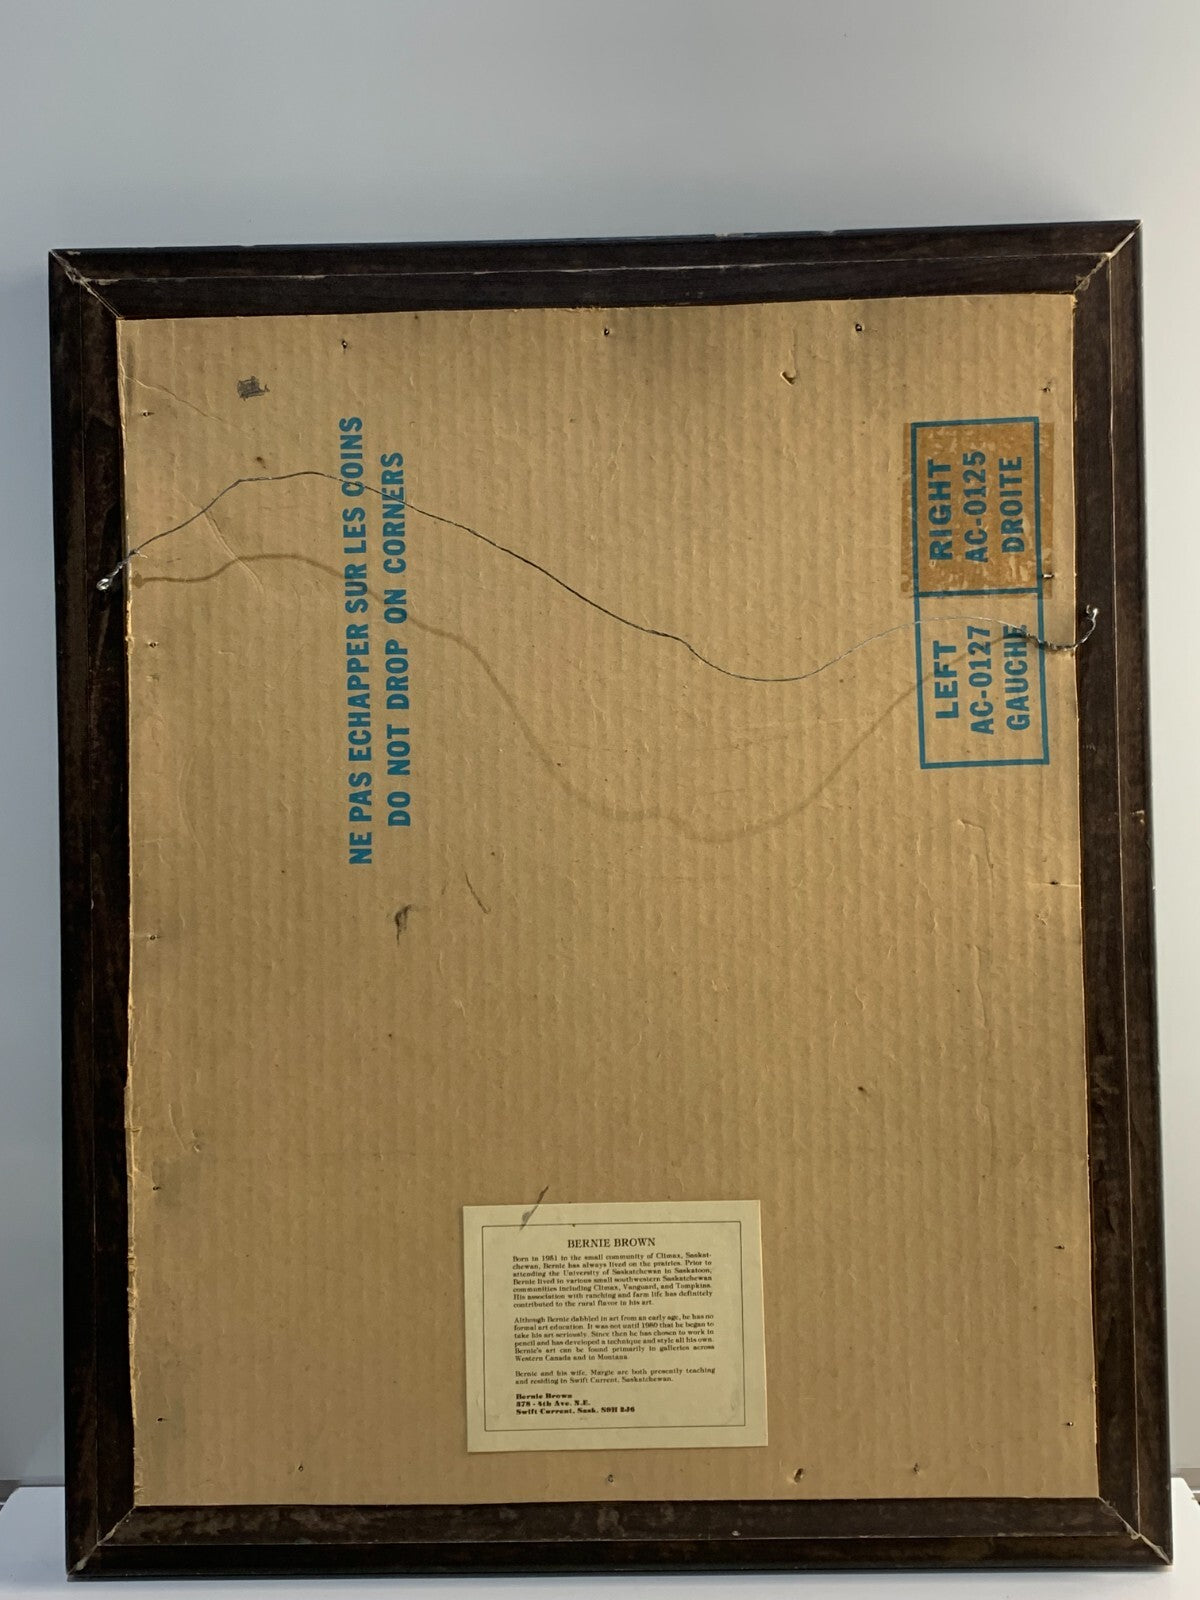 NE PAS ECHAPPER SUR LES COINS
DO NOT DROP ON CORNERS
RIGHT
AC-0125
DROITE
LEFT
AC-0127
GAUCHE
BERNIE BROWN
Born in 1951 in the small community of Climax, Saskat-
chewan, Bernie has always lived on the prairies. Prior to
attending the University of Saskatchewan in Saskatoon,
Bernie lived in various small southwestern Saskatchewan
communities including Climax, Vanguard, and Tompkins.
His association with ranching and farm life has definitely
contributed to the rural flavor in his art.
Although Bernie dabbled in art from an early age, he has no
formal art education. It was not until 1980 that he began to
take his art seriously. Since then he has chosen to work in
pencil and has developed a technique and style all his own.
Bernie's art can be found primarily in galleries across
Western Canada and in Montana.
Bernie and his wife, Margie are both presently teaching
and residing in Swift Current, Saskatchewan.
Bernie Brown
Ave. N.E.
Swift Current, Sask. S9H